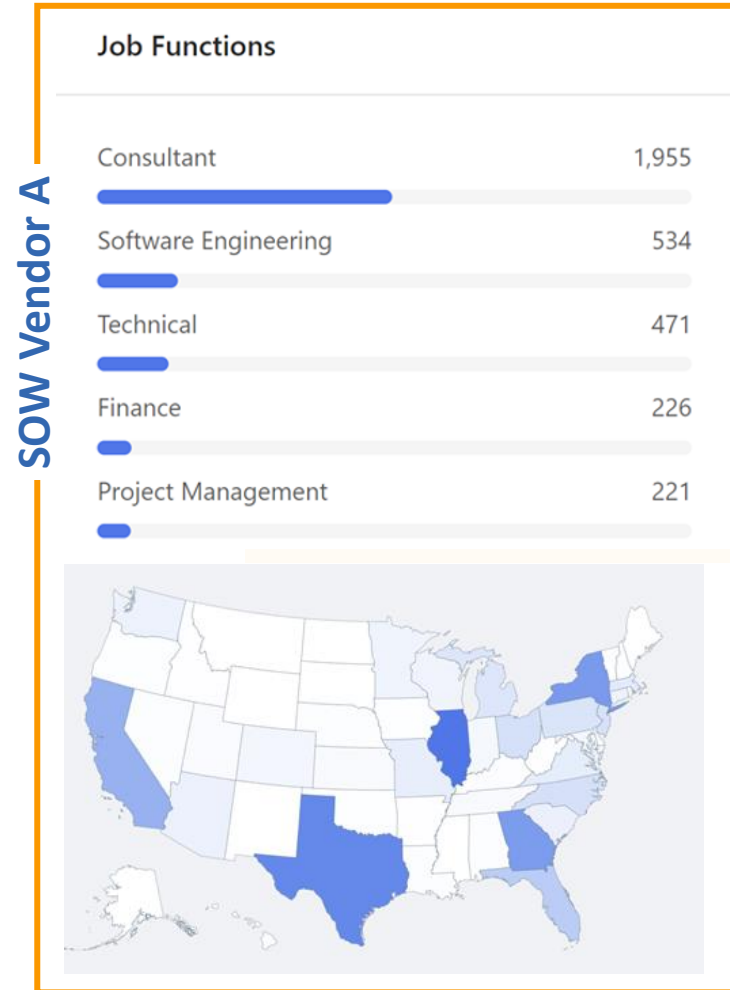 SOW Vendor A
Job Functions
Consultant 1,955
Software Engineering 534
Technical 471
Finance 226
Project Management 221